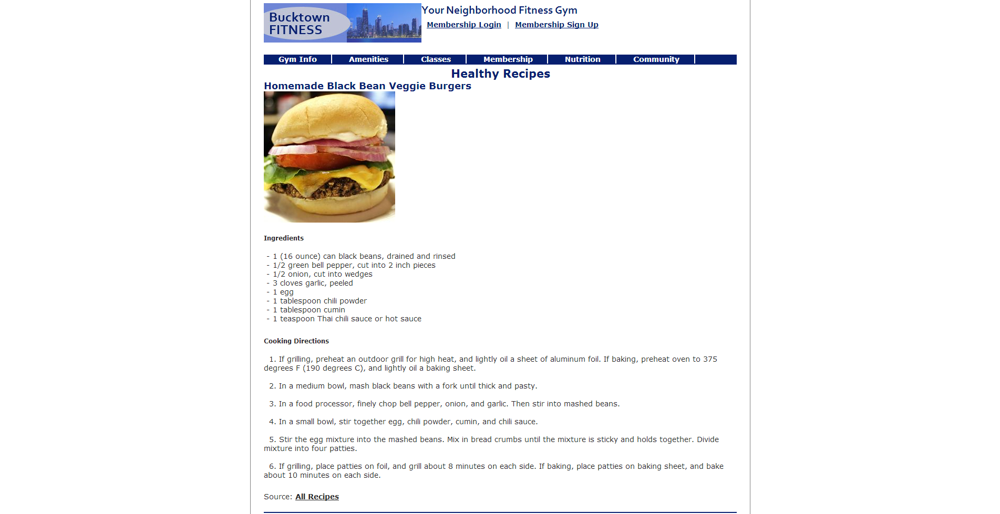 Bucktown
FITNESS
Your Neighborhood Fitness Gym
Membership Login | Membership Sign Up
Gym Info Amenities Classes Membership Nutrition Community
Healthy Recipes
Homemade Black Bean Veggie Burgers
Ingredients
- 1 (16 ounce) can black beans, drained and rinsed
- 1/2 green bell pepper, cut into 2 inch pieces
- 1/2 onion, cut into wedges
- 3 cloves garlic, peeled
- 1 egg
- 1 tablespoon chili powder
- 1 tablespoon cumin
- 1 teaspoon Thai chili sauce or hot sauce
Cooking Directions
1. If grilling, preheat an outdoor grill for high heat, and lightly oil a sheet of aluminum foil. If baking, preheat oven to 375
degrees F (190 degrees C), and lightly oil a baking sheet.
2. In a medium bowl, mash black beans with a fork until thick and pasty.
3. In a food processor, finely chop bell pepper, onion, and garlic. Then stir into mashed beans.
4. In a small bowl, stir together egg, chili powder, cumin, and chili sauce.
5. Stir the egg mixture into the mashed beans. Mix in bread crumbs until the mixture is sticky and holds together. Divide
mixture into four patties.
6. If grilling, place patties on foil, and grill about 8 minutes on each side. If baking, place patties on baking sheet, and bake
about 10 minutes on each side.
Source: All Recipes